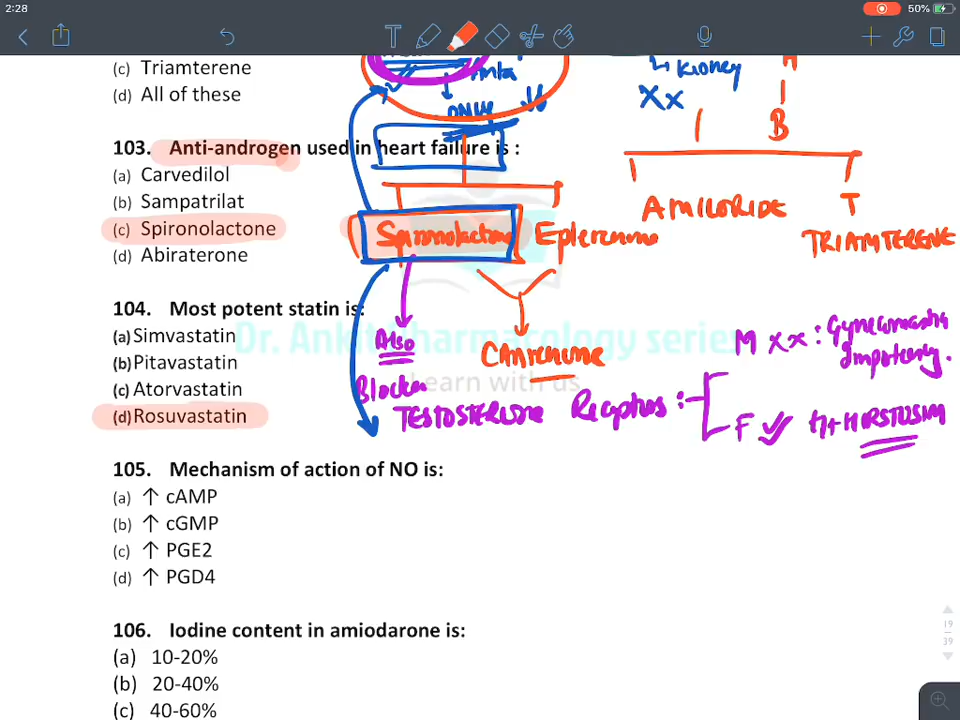 2:28
50%
T
(c) Triamterene
(d) All of these
Kidney
XX
ONLY
B
103. Anti-androgen used in heart failure is :
(a) Carvedilol
(b) Sampatrilat
(c) Spironolactone
(d) Abiraterone
Spironolactone Eplerenone
AMILORIDE T
TRIAMTERENE
104. Most potent statin is:
(a) Simvastatin
(b) Pitavastatin
(c) Atorvastatin
(d) Rosuvastatin
Dr. Ankit Pharmacology series
Learn with us
Also
Canrenone
Blocks
TESTOSTERONE Receptors :
M XX : Gynecomastia
Impotency.
F
105. Mechanism of action of NO is:
(a) ↑ cAMP
(b) ↑ cGMP
(c) ↑ PGE2
(d) ↑ PGD4
106. Iodine content in amiodarone is:
(a) 10-20%
(b) 20-40%
(c) 40-60%
19
39